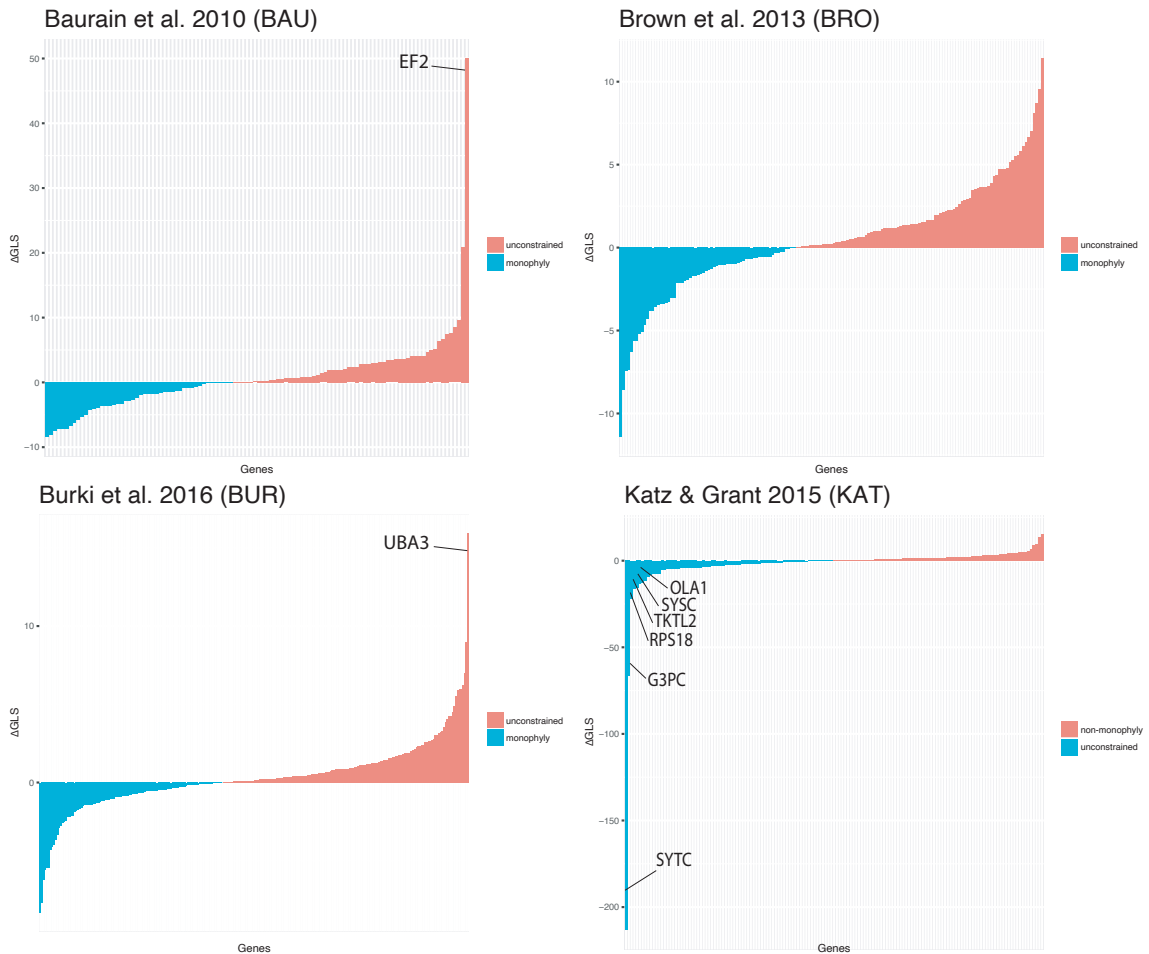 Baurain et al. 2010 (BAU)
50
40
30
20
10
0
−10
ΔGLS
Genes
EF2
unconstrained
monophyly
Brown et al. 2013 (BRO)
10
5
0
−5
−10
ΔGLS
Genes
unconstrained
monophyly
Burki et al. 2016 (BUR)
10
0
ΔGLS
Genes
UBA3
unconstrained
monophyly
Katz & Grant 2015 (KAT)
0
−50
−100
−150
−200
ΔGLS
Genes
OLA1
SYSC
TKTL2
RPS18
G3PC
SYTC
non-monophyly
unconstrained